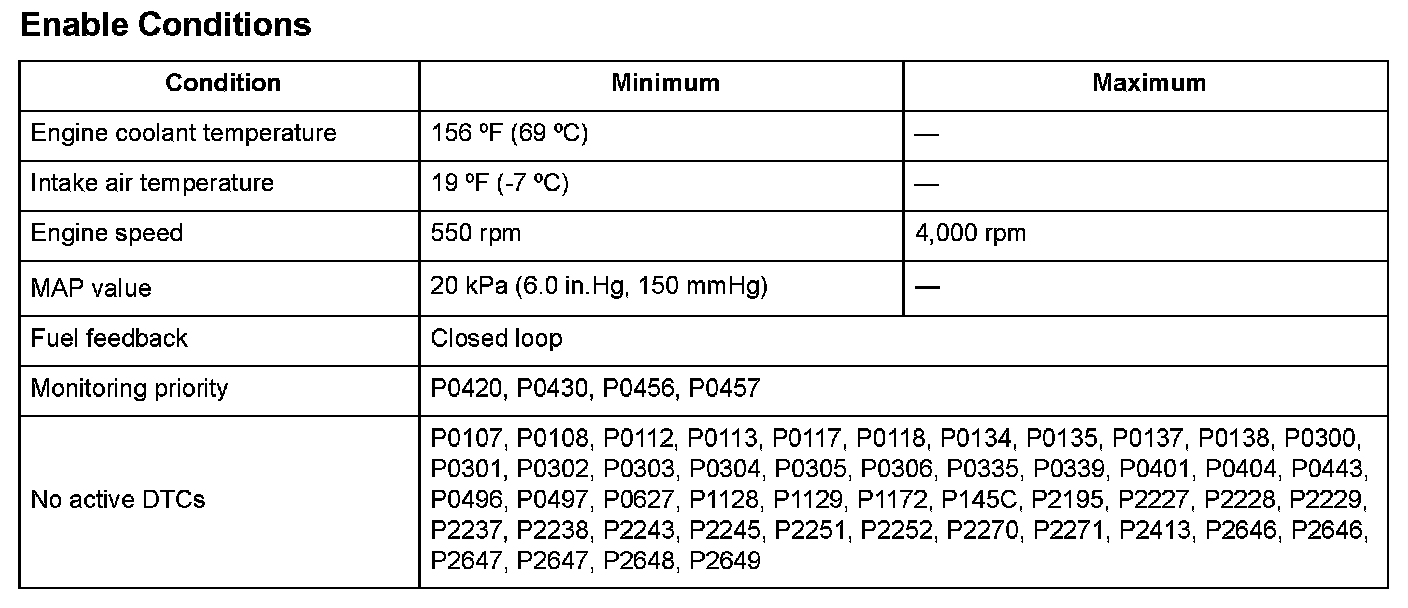 Enable Conditions
Condition Minimum Maximum
Engine coolant temperature 156 ºF (69 ºC) —
Intake air temperature 19 ºF (-7 ºC) —
Engine speed 550 rpm 4,000 rpm
MAP value 20 kPa (6.0 in.Hg, 150 mmHg) —
Fuel feedback Closed loop
Monitoring priority P0420, P0430, P0456, P0457
No active DTCs
P0107, P0108, P0112, P0113, P0117, P0118, P0134, P0135, P0137, P0138, P0300,
P0301, P0302, P0303, P0304, P0305, P0306, P0335, P0339, P0401, P0404, P0443,
P0496, P0497, P0627, P1128, P1129, P1172, P145C, P2195, P2227, P2228, P2229,
P2237, P2238, P2243, P2245, P2251, P2252, P2270, P2271, P2413, P2646, P2646,
P2647, P2647, P2648, P2649